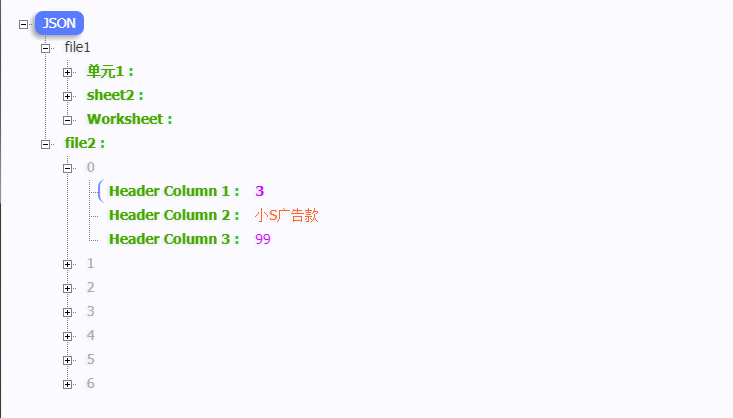 JSON
file1
单元1 :
sheet2 :
Worksheet :
file2 :
0
Header Column 1 : 3
Header Column 2 : 小S广告款
Header Column 3 : 99
1
2
3
4
5
6